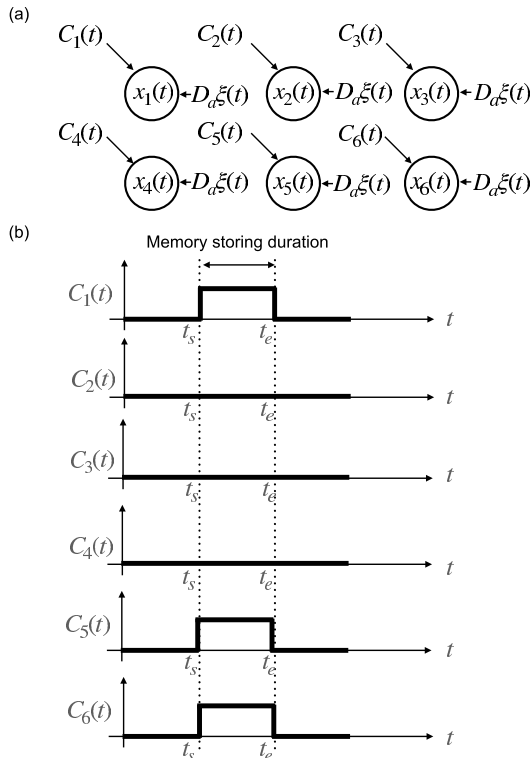 (a)
C1(t) C2(t) C3(t)
x1(t) Daξ(t) x2(t) Daξ(t) x3(t) Daξ(t)
C4(t) C5(t) C6(t)
x4(t) Daξ(t) x5(t) Daξ(t) x6(t) Daξ(t)
(b)
Memory storing duration
C1(t) t
ts te
C2(t) t
ts te
C3(t) t
ts te
C4(t) t
ts te
C5(t) t
ts te
C6(t) t
ts te